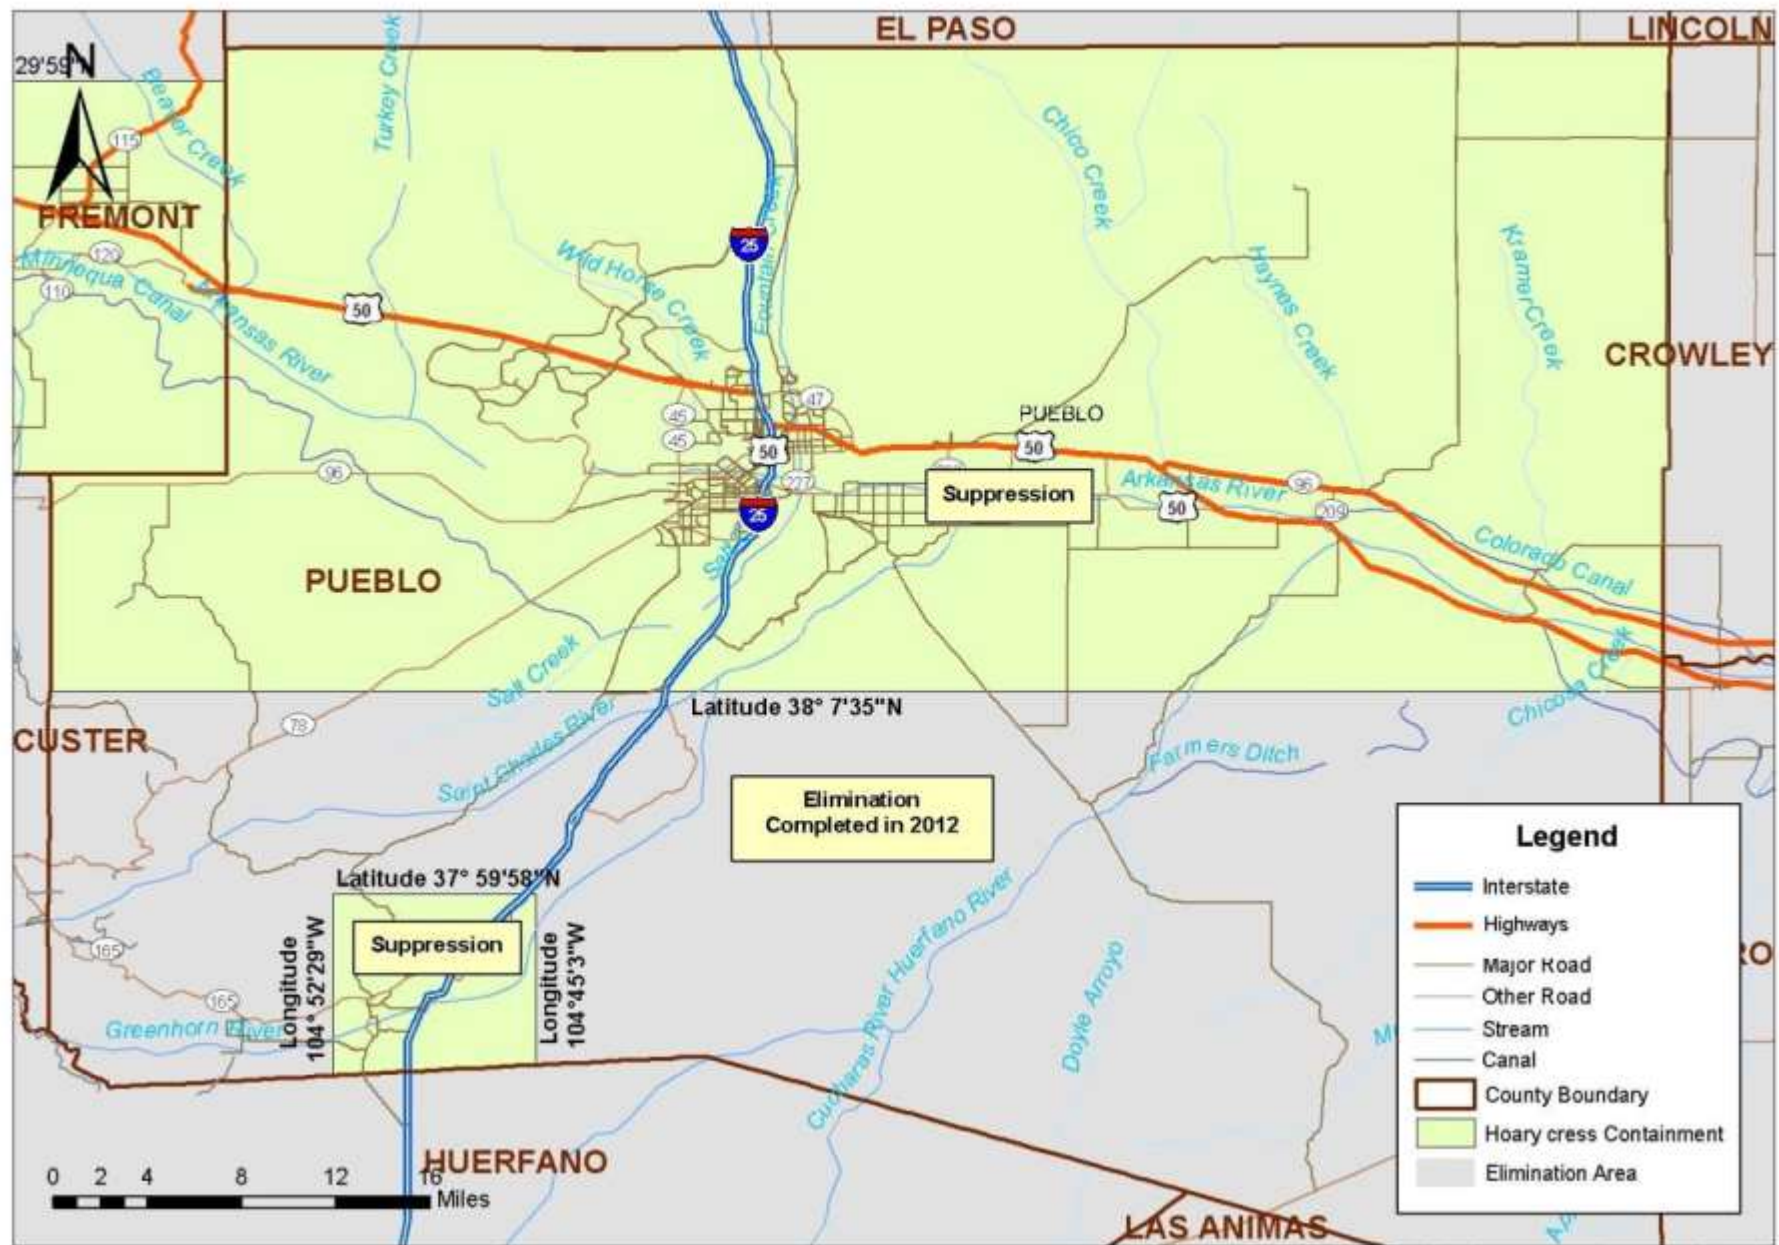 EL PASO
LINCOLN
29'59"N
N
Beaver Creek
Turkey Creek
115
Chico Creek
FREMONT
25
Fountain Creek
Wild Horse Creek
Haynes Creek
Kramer Creek
120
Minnequa Canal
110
Arkansas River
50
CROWLEY
47
45
45
PUEBLO
50
50
96
227
Suppression
Arkansas River
96
50
209
25
Colorado Canal
PUEBLO
Salt Creek
Chicosa Creek
Latitude 38° 7'35"N
78
CUSTER
Saint Charles River
Farmers Ditch
Elimination
Completed in 2012
Latitude 37° 59'58"N
Suppression
Longitude
104° 52'29"W
Longitude
104°45'3"W
165
165
Greenhorn River
Cucharas River Huerfano River
Doyle Arroyo
HUERFANO
LAS ANIMAS
0 2 4 8 12 16
Miles
Legend
Interstate
Highways
Major Road
Other Road
Stream
Canal
County Boundary
Hoary cress Containment
Elimination Area